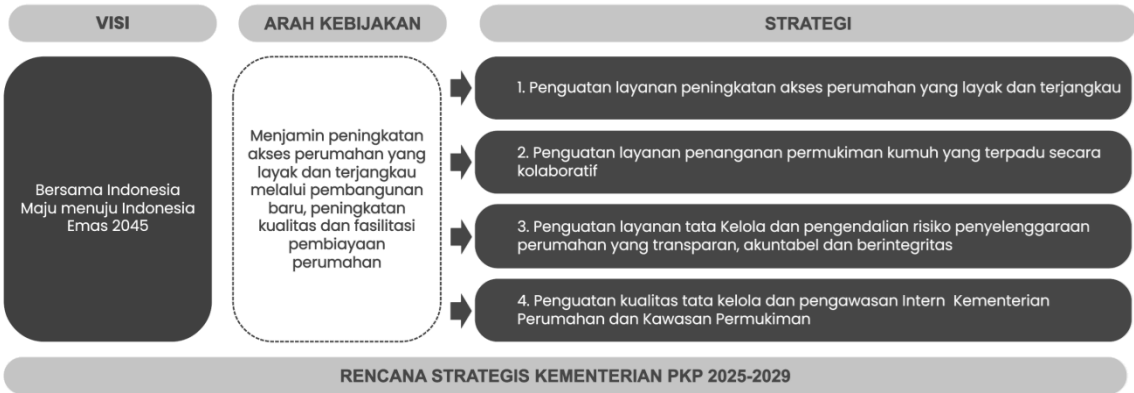 VISI
ARAH KEBIJAKAN
STRATEGI
Bersama Indonesia
Maju menuju Indonesia
Emas 2045
Menjamin peningkatan
akses perumahan yang
layak dan terjangkau
melalui pembangunan
baru, peningkatan
kualitas dan fasilitasi
pembiayaan
perumahan
1. Penguatan layanan peningkatan akses perumahan yang layak dan terjangkau
2. Penguatan layanan penanganan permukiman kumuh yang terpadu secara
kolaboratif
3. Penguatan layanan tata Kelola dan pengendalian risiko penyelenggaraan
perumahan yang transparan, akuntabel dan berintegritas
4. Penguatan kualitas tata kelola dan pengawasan Intern Kementerian
Perumahan dan Kawasan Permukiman
RENCANA STRATEGIS KEMENTERIAN PKP 2025-2029